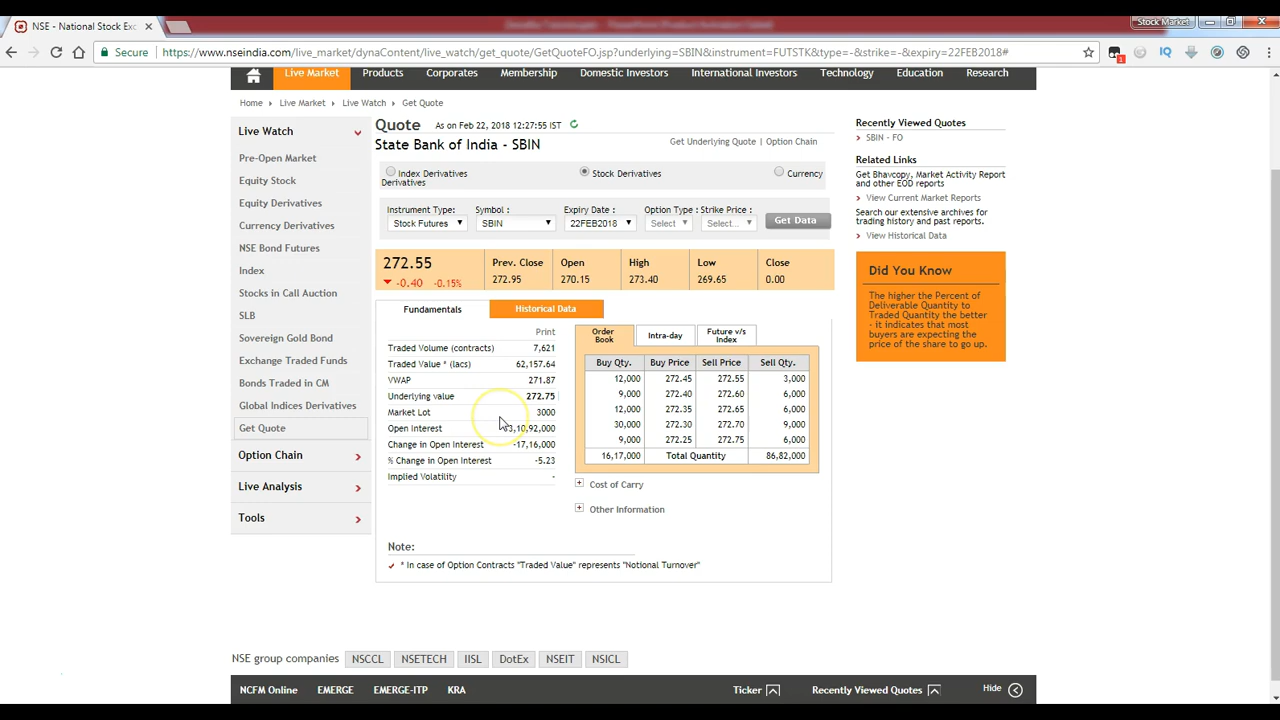 NSE - National Stock Exc
Stock Market
Secure
https://www.nseindia.com/live_market/dynaContent/live_watch/get_quote/GetQuoteFO.jsp?underlying=SBIN&instrument=FUTSTK&type=-&strike=-&expiry=22FEB2018#
Live Market Products Corporates Membership Domestic Investors International Investors Technology Education Research
Home Live Market Live Watch Get Quote
Live Watch
Pre-Open Market
Equity Stock
Equity Derivatives
Currency Derivatives
NSE Bond Futures
Index
Stocks in Call Auction
SLB
Sovereign Gold Bond
Exchange Traded Funds
Bonds Traded in CM
Global Indices Derivatives
Get Quote
Option Chain
Live Analysis
Tools
Quote As on Feb 22, 2018 12:27:55 IST
State Bank of India - SBIN
Get Underlying Quote | Option Chain
Index Derivatives Stock Derivatives Currency
Derivatives
Instrument Type: Symbol : Expiry Date : Option Type : Strike Price :
Stock Futures SBIN 22FEB2018 Select Select... Get Data
272.55 Prev. Close Open High Low Close
-0.40 -0.15% 272.95 270.15 273.40 269.65 0.00
Fundamentals Historical Data
Print
Traded Volume (contracts) 7,621
Traded Value * (lacs) 62,157.64
VWAP 271.87
Underlying value 272.75
Market Lot 3000
Open Interest 3,10,92,000
Change in Open Interest -17,16,000
% Change in Open Interest -5.23
Implied Volatility -
Order Book Intra-day Future v/s Index
Buy Qty. Buy Price Sell Price Sell Qty.
12,000 272.45 272.55 3,000
9,000 272.40 272.60 6,000
12,000 272.35 272.65 6,000
30,000 272.30 272.70 9,000
9,000 272.25 272.75 6,000
16,17,000 Total Quantity 86,82,000
Cost of Carry
Other Information
Note:
* In case of Option Contracts "Traded Value" represents "Notional Turnover"
Recently Viewed Quotes
SBIN - FO
Related Links
Get Bhavcopy, Market Activity Report
and other EOD reports
View Current Market Reports
Search our extensive archives for
trading history and past reports.
View Historical Data
Did You Know
The higher the Percent of
Deliverable Quantity to
Traded Quantity the better
- it indicates that most
buyers are expecting the
price of the share to go up.
NSE group companies NSCCL NSETECH IISL DotEx NSEIT NSICL
NCFM Online EMERGE EMERGE-ITP KRA Ticker Recently Viewed Quotes Hide